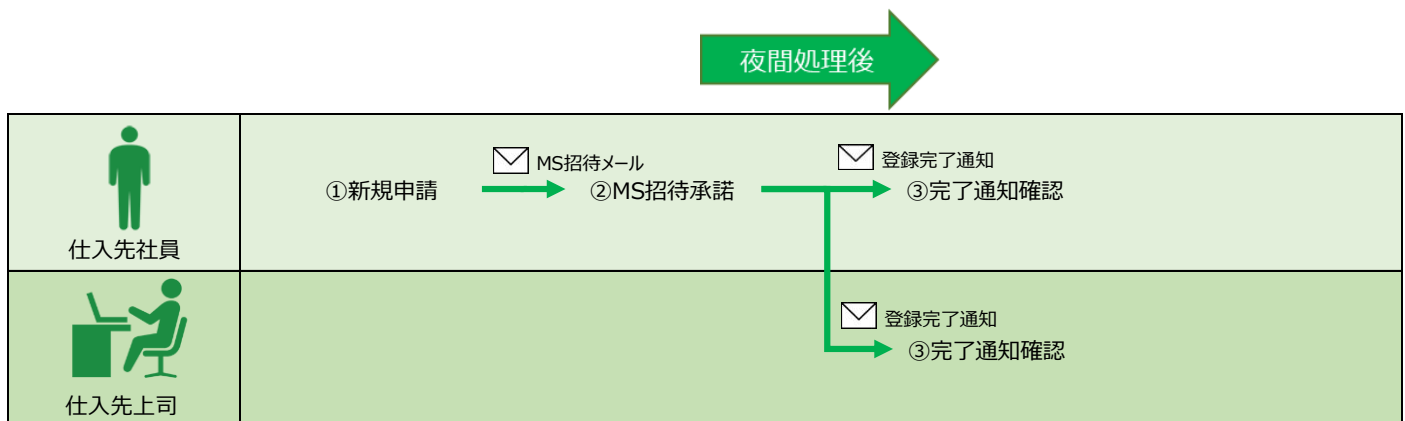 夜間処理後
仕入先社員
①新規申請
MS招待メール
②MS招待承諾
登録完了通知
③完了通知確認
仕入先上司
登録完了通知
③完了通知確認